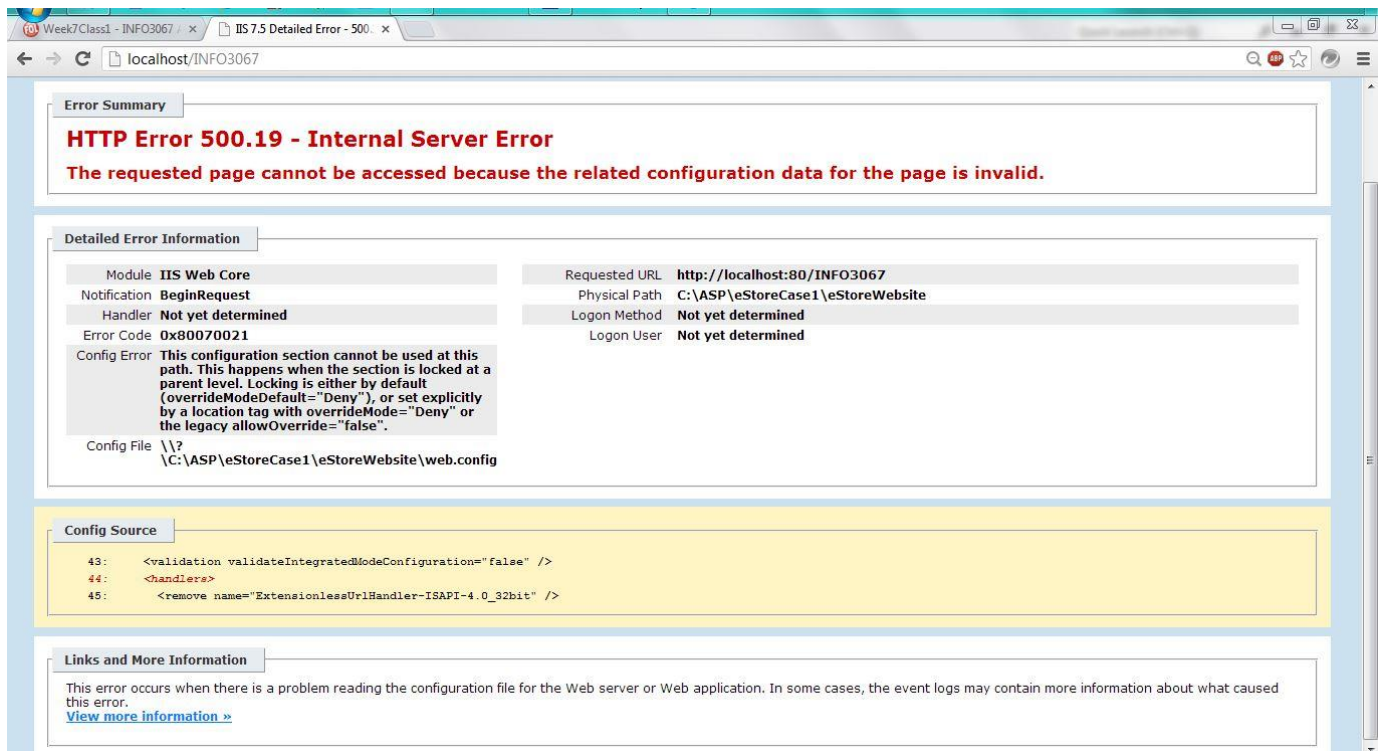 Week7Class1 - INFO3067 /
IIS 7.5 Detailed Error - 500.
localhost/INFO3067
ABP
Error Summary
HTTP Error 500.19 - Internal Server Error
The requested page cannot be accessed because the related configuration data for the page is invalid.
Detailed Error Information
Module IIS Web Core
Notification BeginRequest
Handler Not yet determined
Error Code 0x80070021
Config Error This configuration section cannot be used at this
path. This happens when the section is locked at a
parent level. Locking is either by default
(overrideModeDefault="Deny"), or set explicitly
by a location tag with overrideMode="Deny" or
the legacy allowOverride="false".
Config File \\?
\C:\ASP\eStoreCase1\eStoreWebsite\web.config
Requested URL http://localhost:80/INFO3067
Physical Path C:\ASP\eStoreCase1\eStoreWebsite
Logon Method Not yet determined
Logon User Not yet determined
Config Source
43: <validation validateIntegratedModeConfiguration="false" />
44: <handlers>
45: <remove name="ExtensionlessUrlHandler-ISAPI-4.0_32bit" />
Links and More Information
This error occurs when there is a problem reading the configuration file for the Web server or Web application. In some cases, the event logs may contain more information about what caused
this error.
View more information »